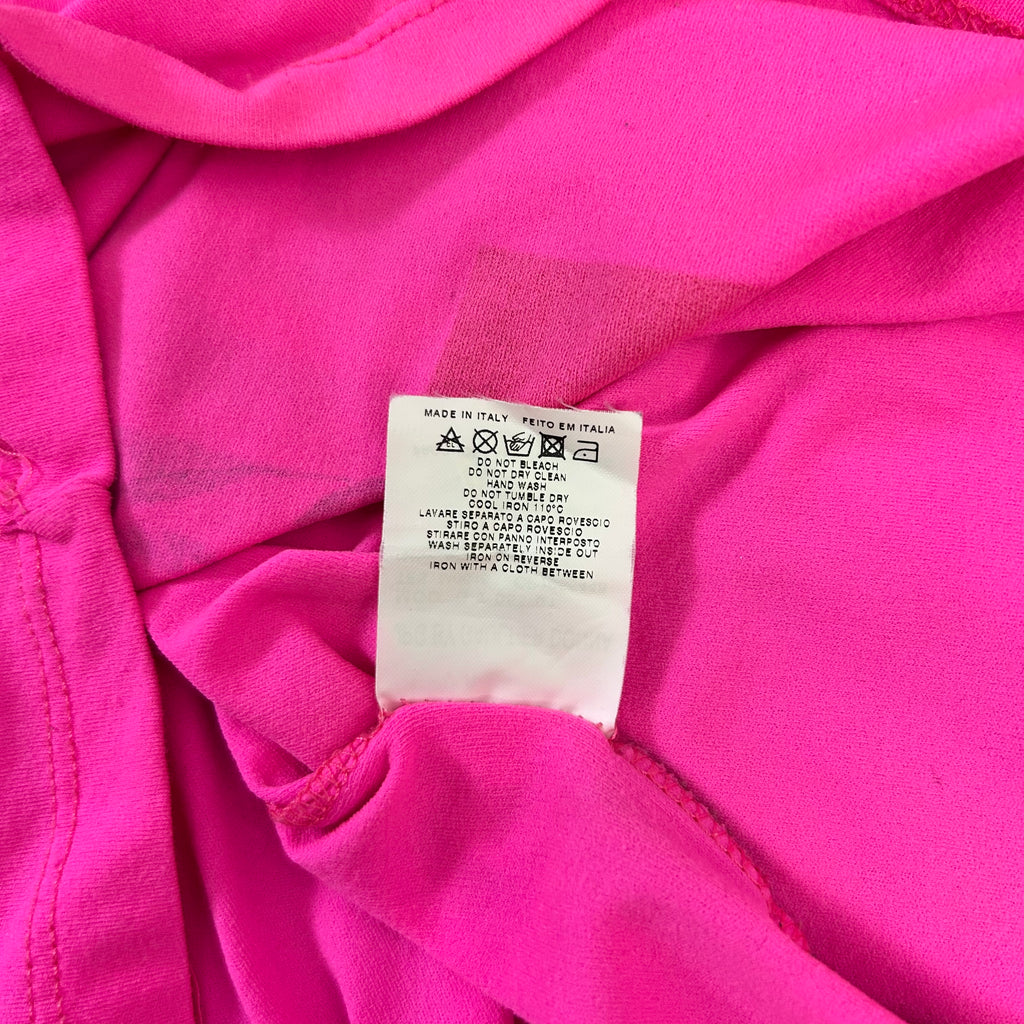 MADE IN ITALY FEITO EM ITALIA
CL
DO NOT BLEACH
DO NOT DRY CLEAN
HAND WASH
DO NOT TUMBLE DRY
COOL IRON 110°C
LAVARE SEPARATO A CAPO ROVESCIO
STIRO A CAPO ROVESCIO
STIRARE CON PANNO INTERPOSTO
WASH SEPARATELY INSIDE OUT
IRON ON REVERSE
IRON WITH A CLOTH BETWEEN